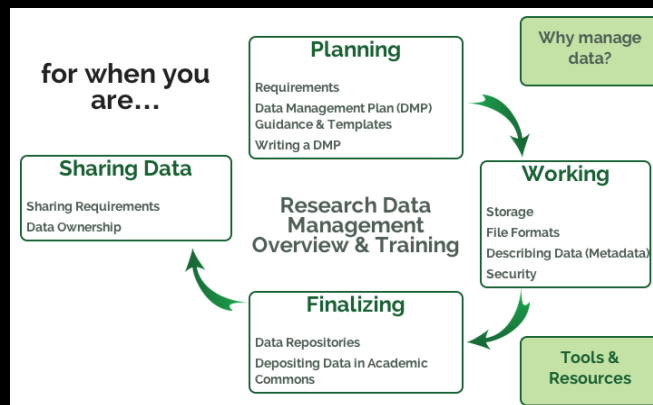 for when you
are...
Planning
Requirements
Data Management Plan (DMP)
Guidance & Templates
Writing a DMP
Why manage
data?
Sharing Data
Sharing Requirements
Data Ownership
Research Data
Management
Overview & Training
Working
Storage
File Formats
Describing Data (Metadata)
Security
Finalizing
Data Repositories
Depositing Data in Academic
Commons
Tools &
Resources